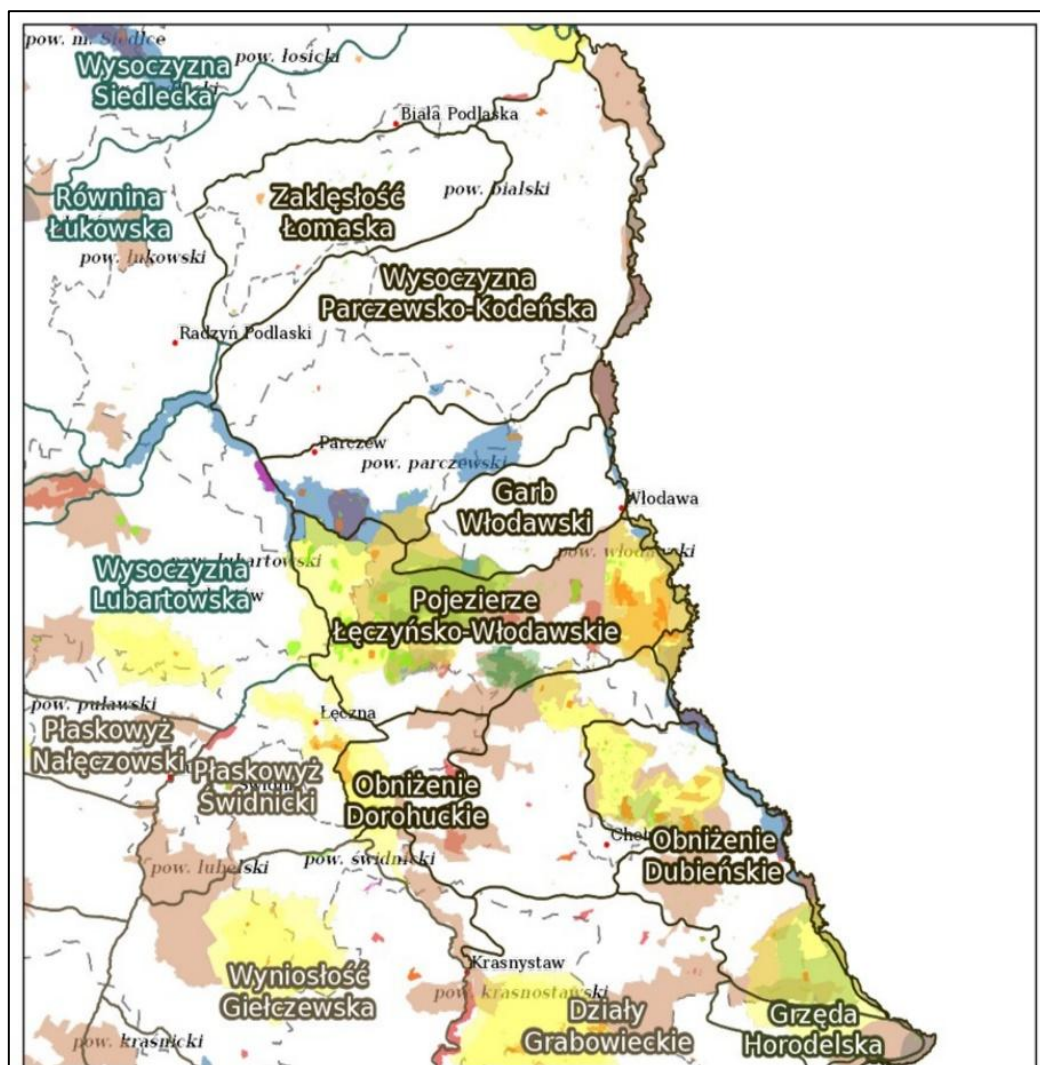 pow. m. Siedlce
pow. łosicki
Wysoczyzna
Siedlecka
Biała Podlaska
Równina
Łukowska
Zaklęsłość
Łomaska
pow. bialski
pow. łukowski
Wysoczyzna
Parczewsko-Kodeńska
Radzyń Podlaski
Parczew
pow. parczewski
Garb
Włodawski
Włodawa
pow. włodawski
Wysoczyzna
Lubartowska
Pojezierze
Łęczyńsko-Włodawskie
pow. puławski
Łęczna
Płaskowyż
Nałęczowski
Płaskowyż
Świdnicki
Obniżenie
Dorohuckie
Obniżenie
Dubieńskie
pow. świdnicki
pow. lubelski
Wyniosłość
Giełczewska
Krasnystaw
pow. krasnostawski
Działy
Grabowieckie
Grzęda
Horodelska
pow. kraśnicki